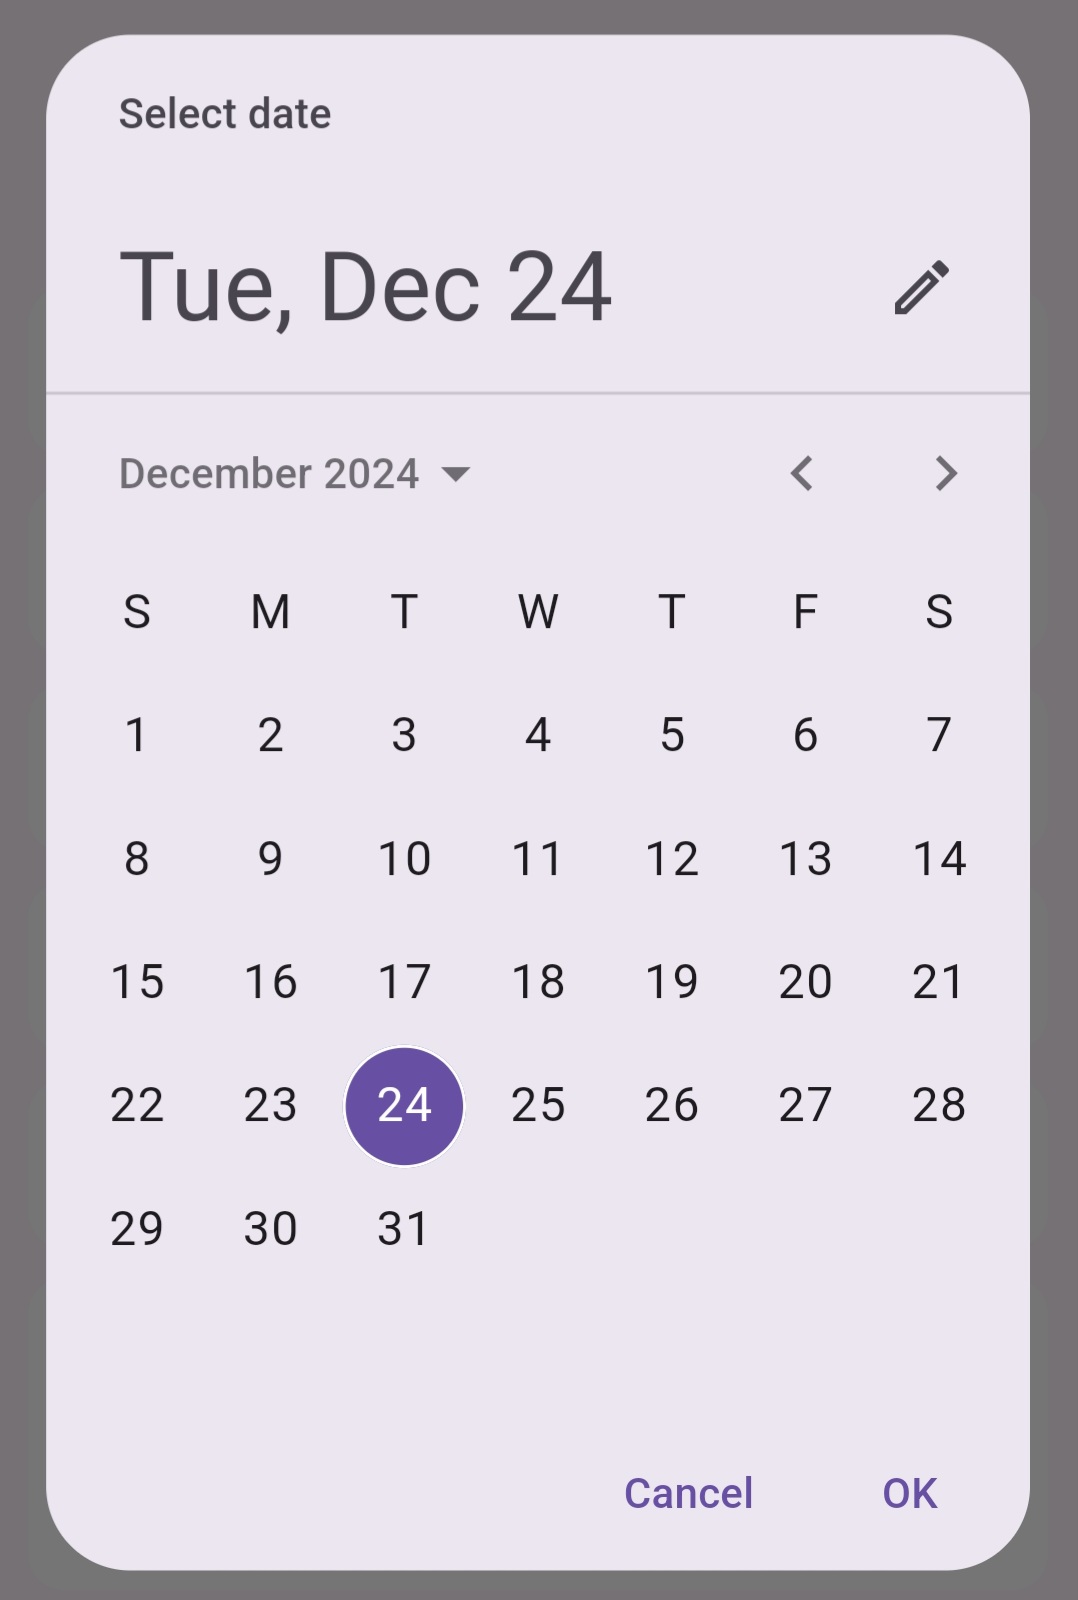 Select date
Tue, Dec 24
December 2024
S M T W T F S
1 2 3 4 5 6 7
8 9 10 11 12 13 14
15 16 17 18 19 20 21
22 23 24 25 26 27 28
29 30 31
Cancel OK